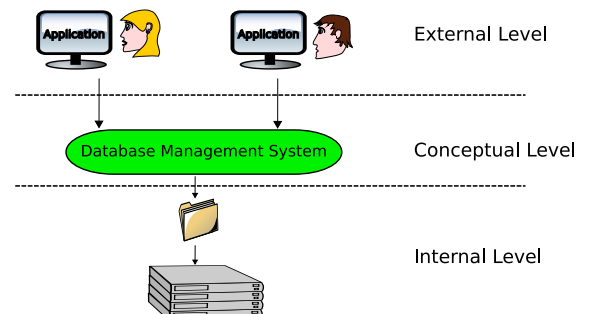 Application
Application
External Level
Database Management System
Conceptual Level
Internal Level